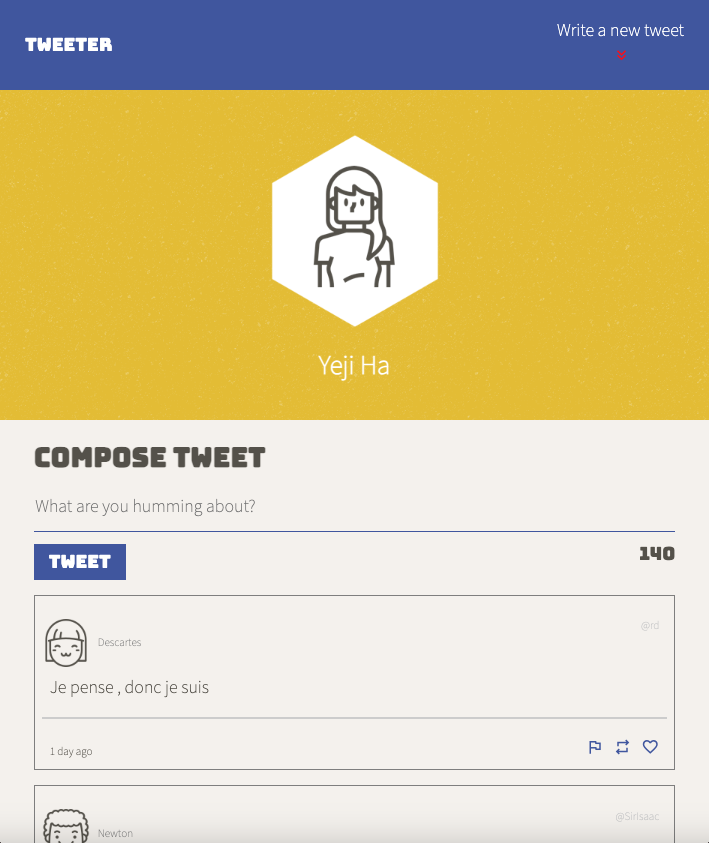 TWEETER
Write a new tweet
Yeji Ha
COMPOSE TWEET
What are you humming about?
TWEET
140
Descartes
@rd
Je pense , donc je suis
1 day ago
Newton
@SirIsaac